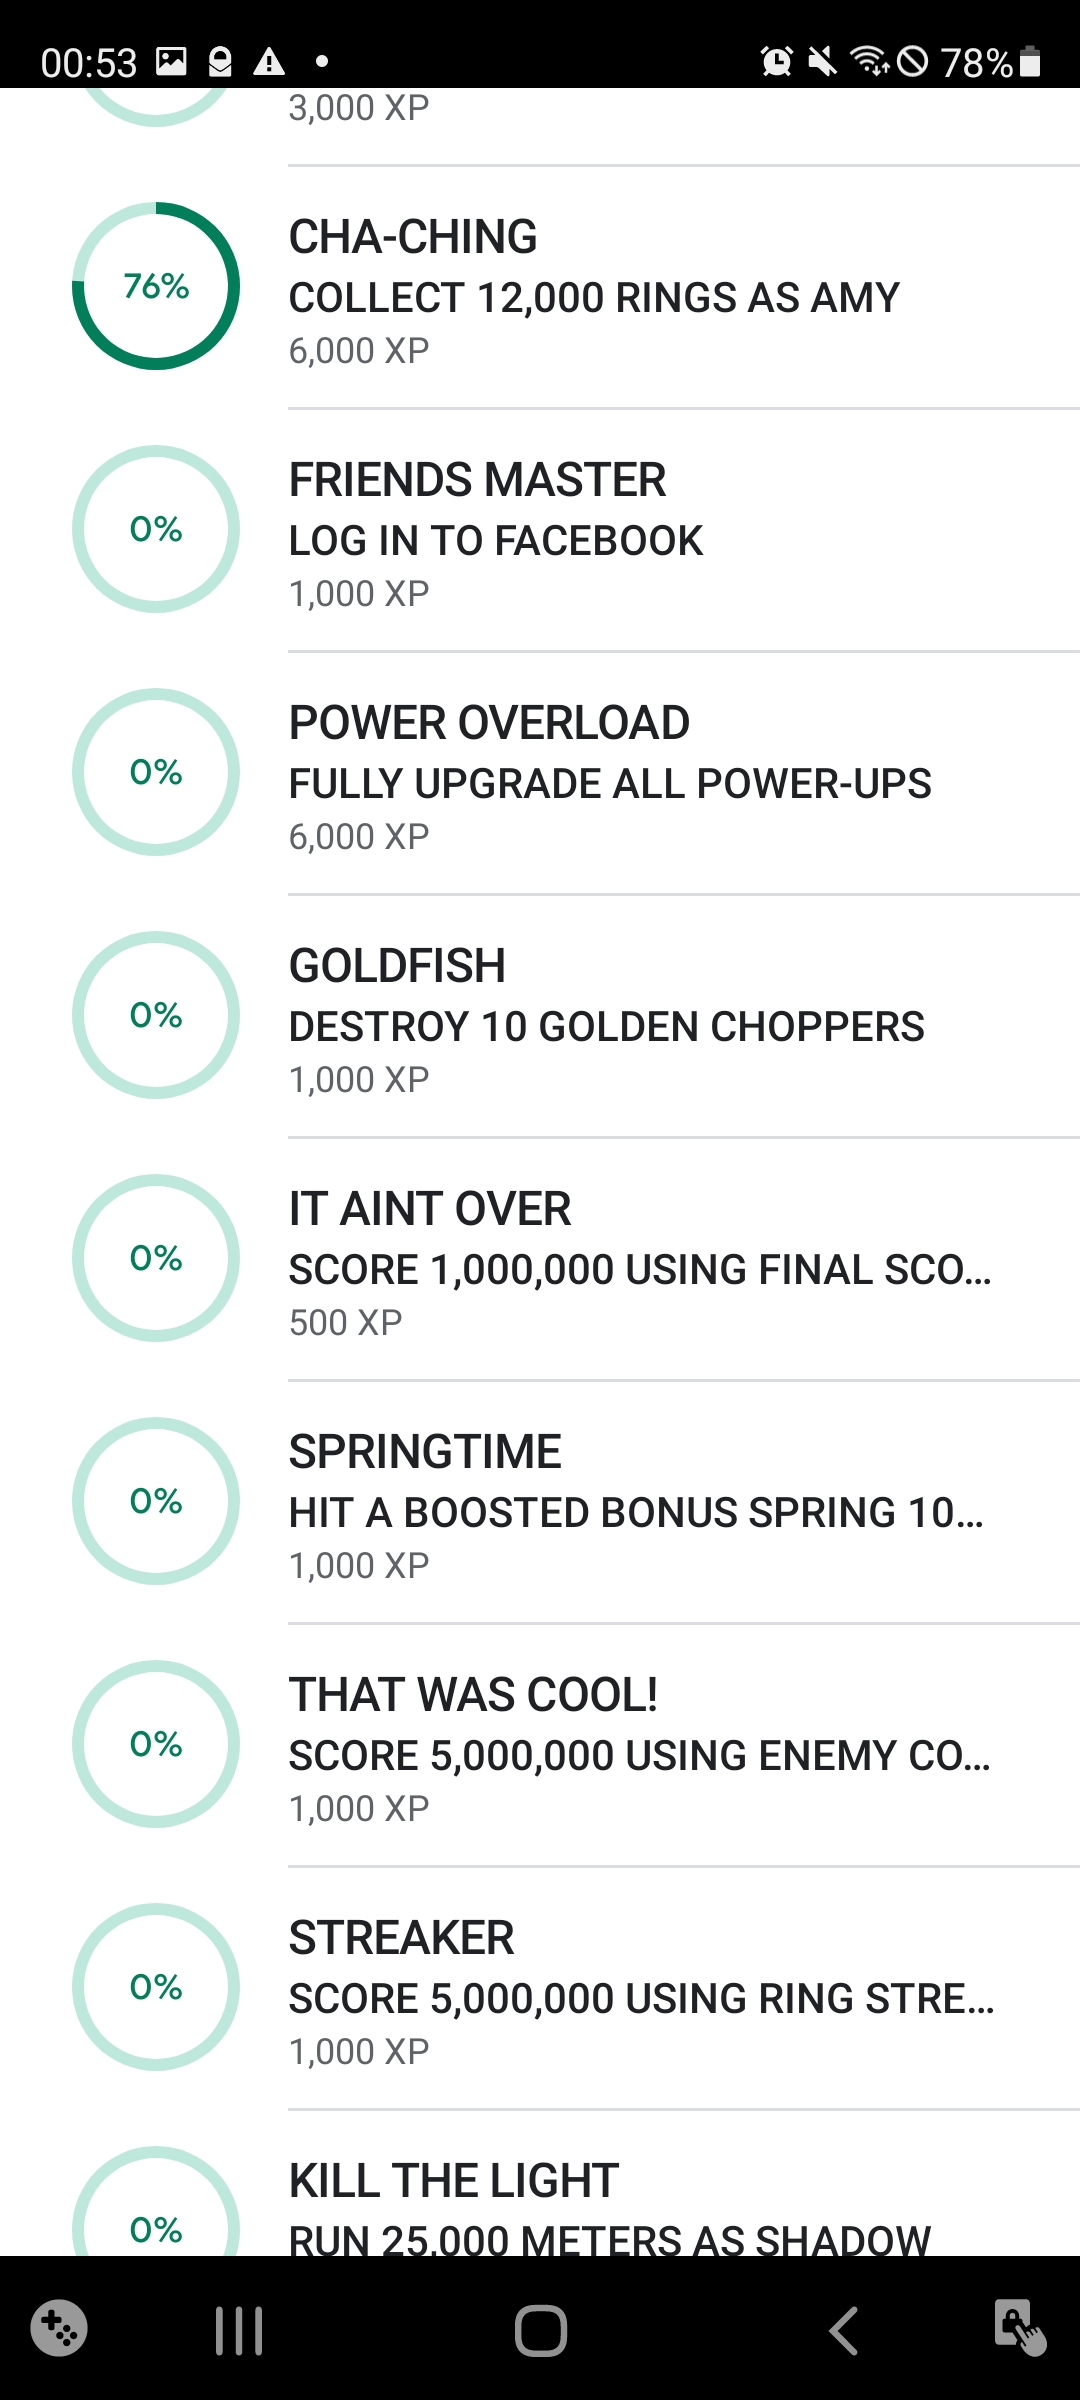 00:53
78%
3,000 XP
76%
CHA-CHING
COLLECT 12,000 RINGS AS AMY
6,000 XP
0%
FRIENDS MASTER
LOG IN TO FACEBOOK
1,000 XP
0%
POWER OVERLOAD
FULLY UPGRADE ALL POWER-UPS
6,000 XP
0%
GOLDFISH
DESTROY 10 GOLDEN CHOPPERS
1,000 XP
0%
IT AINT OVER
SCORE 1,000,000 USING FINAL SCO...
500 XP
0%
SPRINGTIME
HIT A BOOSTED BONUS SPRING 10...
1,000 XP
0%
THAT WAS COOL!
SCORE 5,000,000 USING ENEMY CO...
1,000 XP
0%
STREAKER
SCORE 5,000,000 USING RING STRE...
1,000 XP
0%
KILL THE LIGHT
RUN 25,000 METERS AS SHADOW